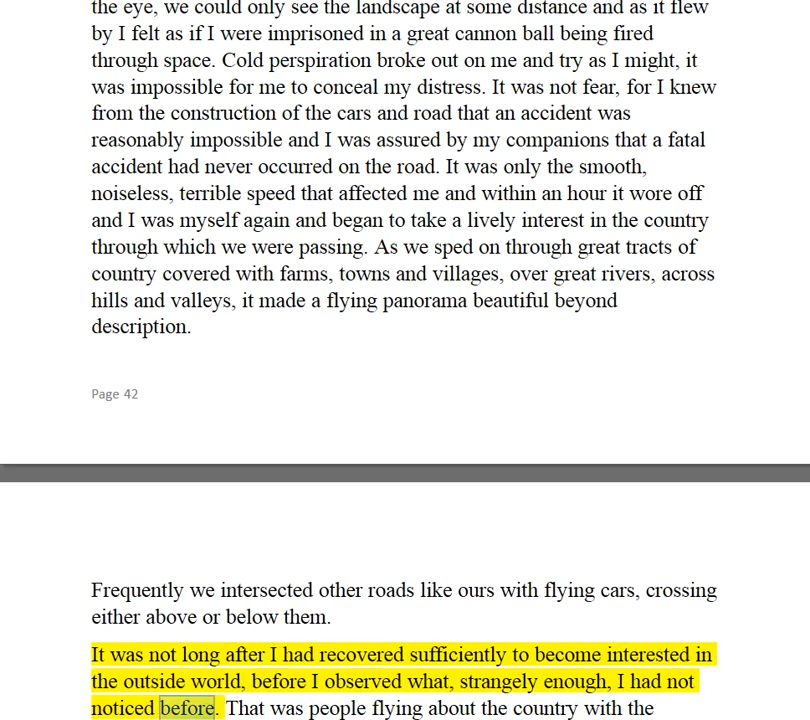 the eye, we could only see the landscape at some distance and as it flew
by I felt as if I were imprisoned in a great cannon ball being fired
through space. Cold perspiration broke out on me and try as I might, it
was impossible for me to conceal my distress. It was not fear, for I knew
from the construction of the cars and road that an accident was
reasonably impossible and I was assured by my companions that a fatal
accident had never occurred on the road. It was only the smooth,
noiseless, terrible speed that affected me and within an hour it wore off
and I was myself again and began to take a lively interest in the country
through which we were passing. As we sped on through great tracts of
country covered with farms, towns and villages, over great rivers, across
hills and valleys, it made a flying panorama beautiful beyond
description.
Page 42
Frequently we intersected other roads like ours with flying cars, crossing
either above or below them.
It was not long after I had recovered sufficiently to become interested in
the outside world, before I observed what, strangely enough, I had not
noticed before. That was people flying about the country with the